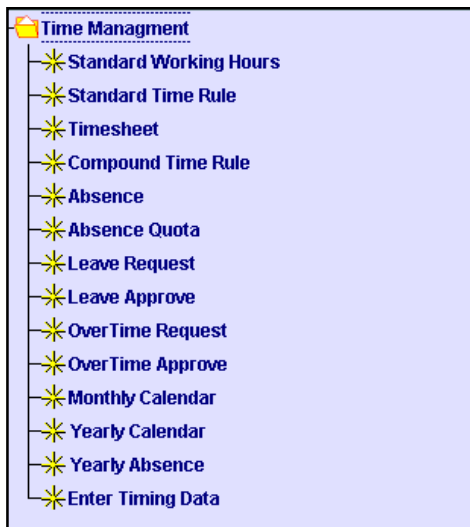 Time Managment
Standard Working Hours
Standard Time Rule
Timesheet
Compound Time Rule
Absence
Absence Quota
Leave Request
Leave Approve
OverTime Request
OverTime Approve
Monthly Calendar
Yearly Calendar
Yearly Absence
Enter Timing Data